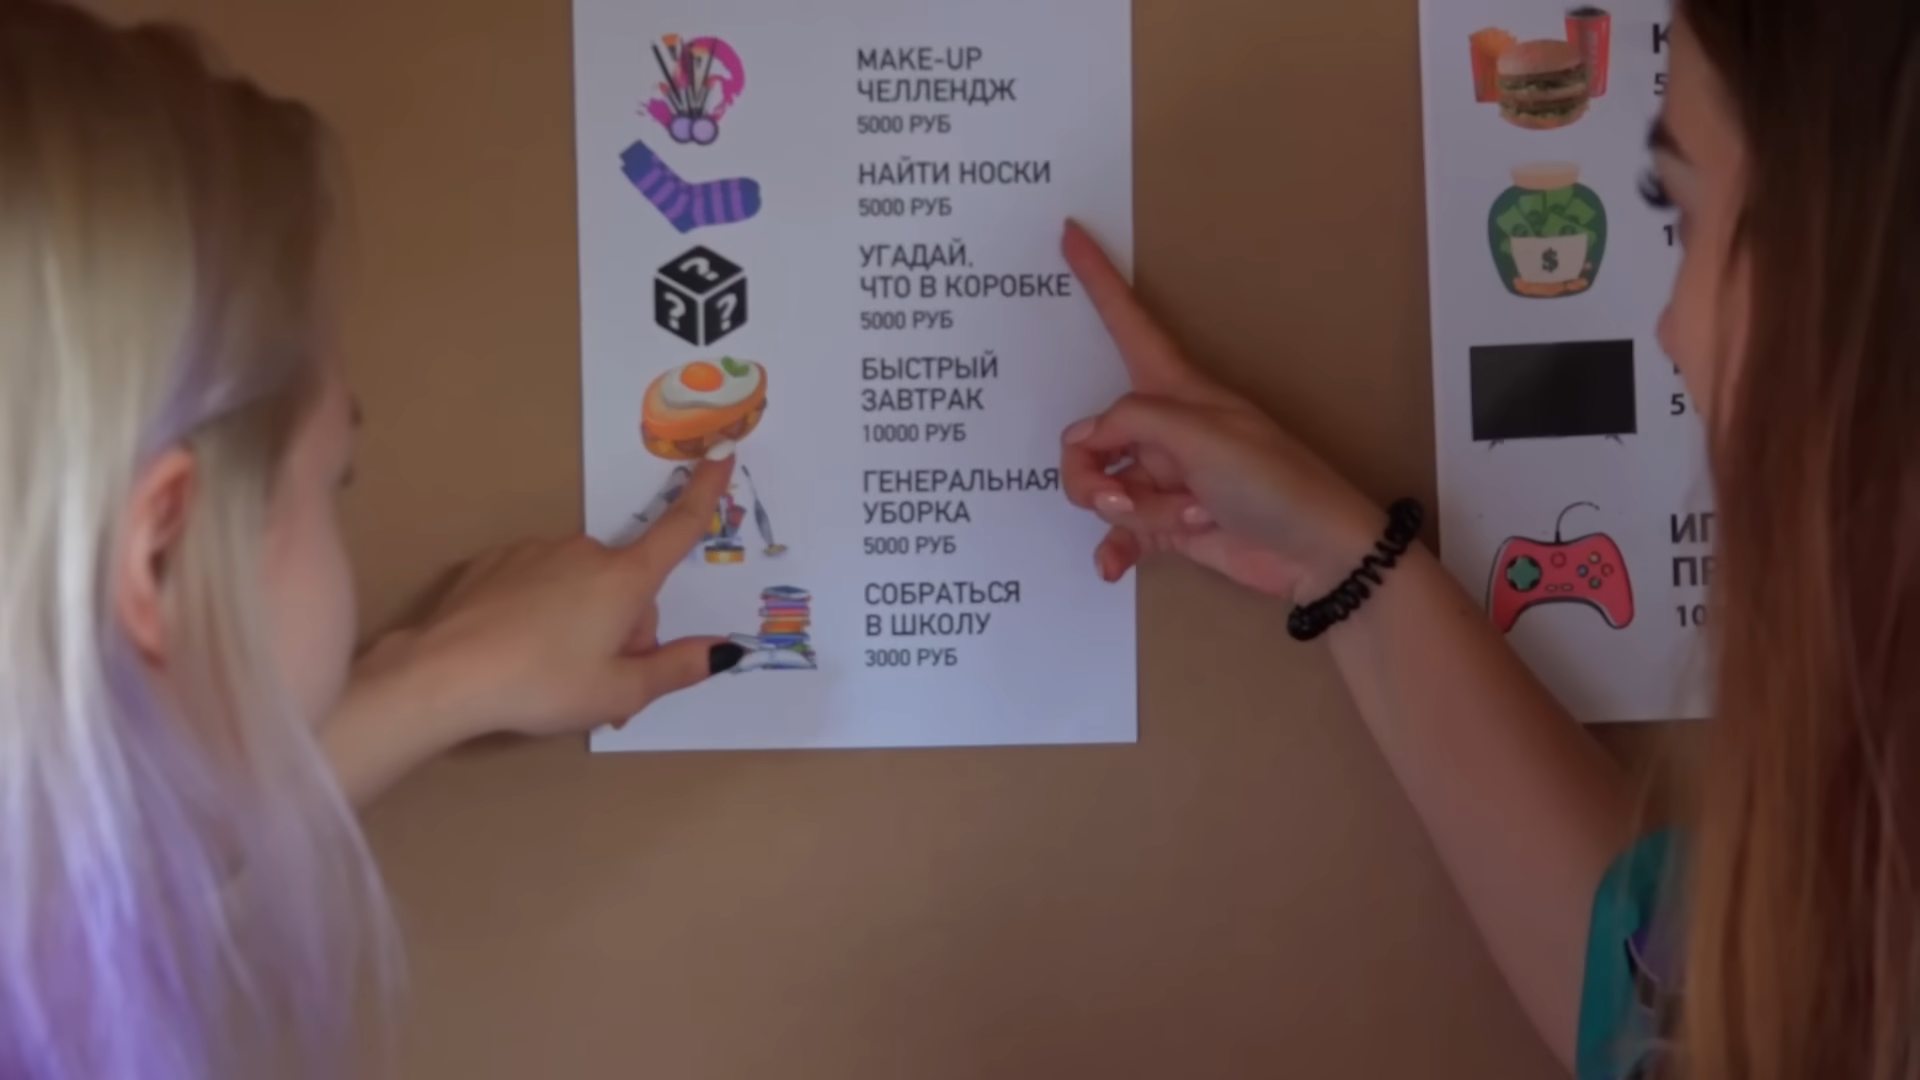 MAKE-UP
ЧЕЛЛЕНДЖ
5000 РУБ
НАЙТИ НОСКИ
5000 РУБ
УГАДАЙ.
ЧТО В КОРОБКЕ
5000 РУБ
БЫСТРЫЙ
ЗАВТРАК
10000 РУБ
ГЕНЕРАЛЬНАЯ
УБОРКА
5000 РУБ
СОБРАТЬСЯ
В ШКОЛУ
3000 РУБ
? ? ?
$